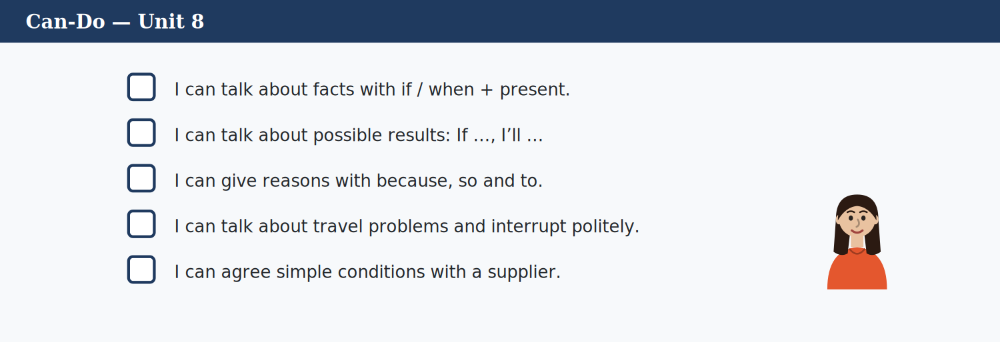 Can-Do — Unit 8
I can talk about facts with if / when + present.
I can talk about possible results: If …, I’ll …
I can give reasons with because, so and to.
I can talk about travel problems and interrupt politely.
I can agree simple conditions with a supplier.